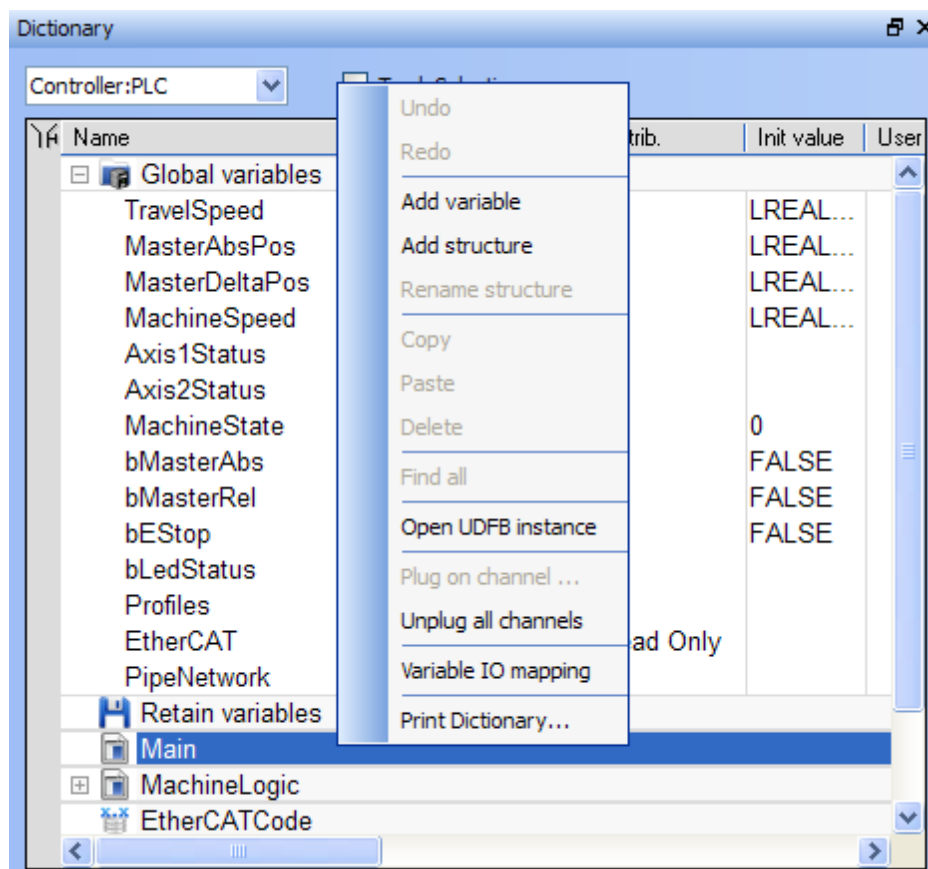 Dictionary
Controller:PLC
Name trib. Init value User
Global variables
TravelSpeed LREAL...
MasterAbsPos LREAL...
MasterDeltaPos LREAL...
MachineSpeed LREAL...
Axis1Status
Axis2Status
MachineState 0
bMasterAbs FALSE
bMasterRel FALSE
bEStop FALSE
bLedStatus
Profiles
EtherCAT ead Only
PipeNetwork
Retain variables
Main
MachineLogic
EtherCATCode
Undo
Redo
Add variable
Add structure
Rename structure
Copy
Paste
Delete
Find all
Open UDFB instance
Plug on channel ...
Unplug all channels
Variable IO mapping
Print Dictionary...